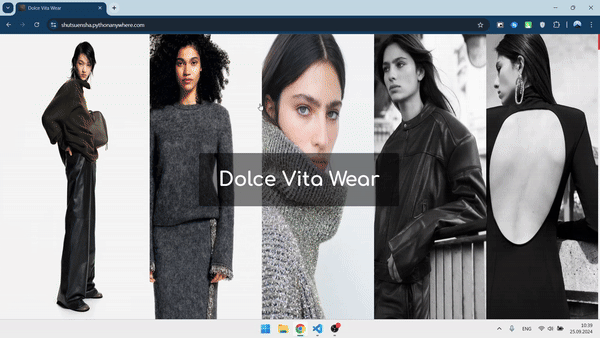 Dolce Vita Wear
shutsuensha.pythonanywhere.com
Dolce Vita Wear
ENG
10:39
25.09.2024